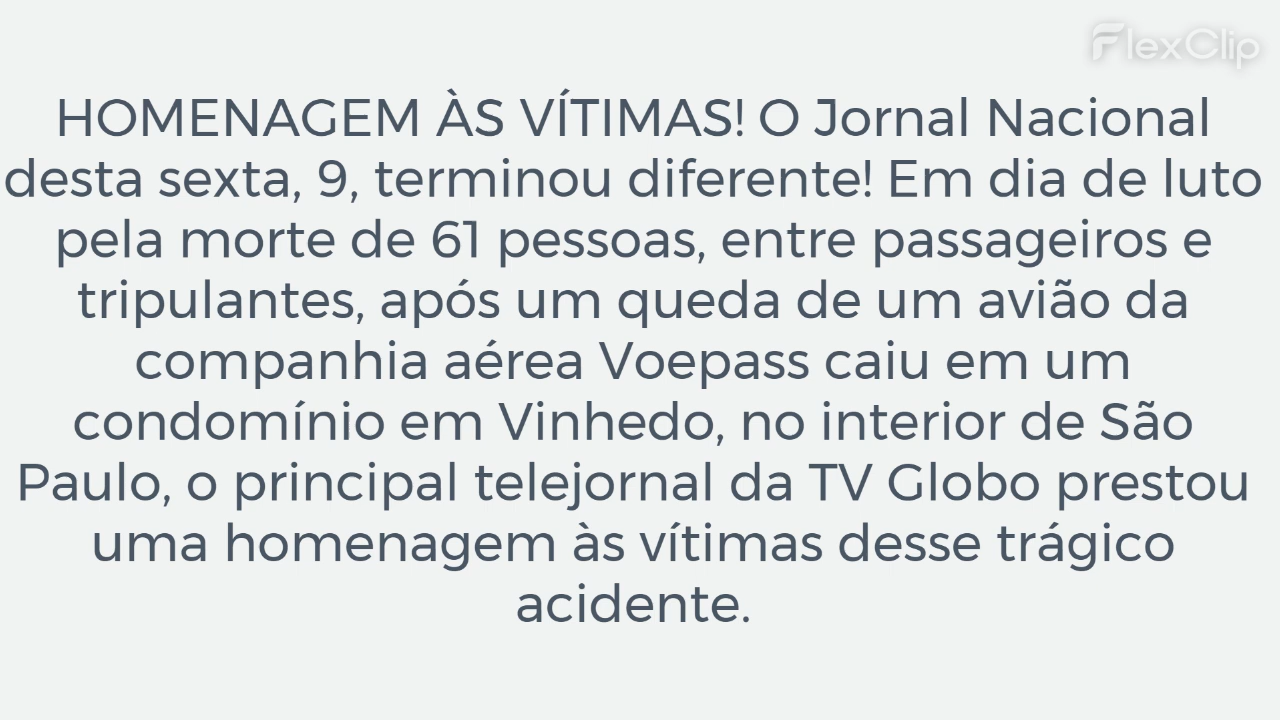 FlexClip
HOMENAGEM ÀS VÍTIMAS! O Jornal Nacional
desta sexta, 9, terminou diferente! Em dia de luto
pela morte de 61 pessoas, entre passageiros e
tripulantes, após um queda de um avião da
companhia aérea Voepass caiu em um
condomínio em Vinhedo, no interior de São
Paulo, o principal telejornal da TV Globo prestou
uma homenagem às vítimas desse trágico
acidente.